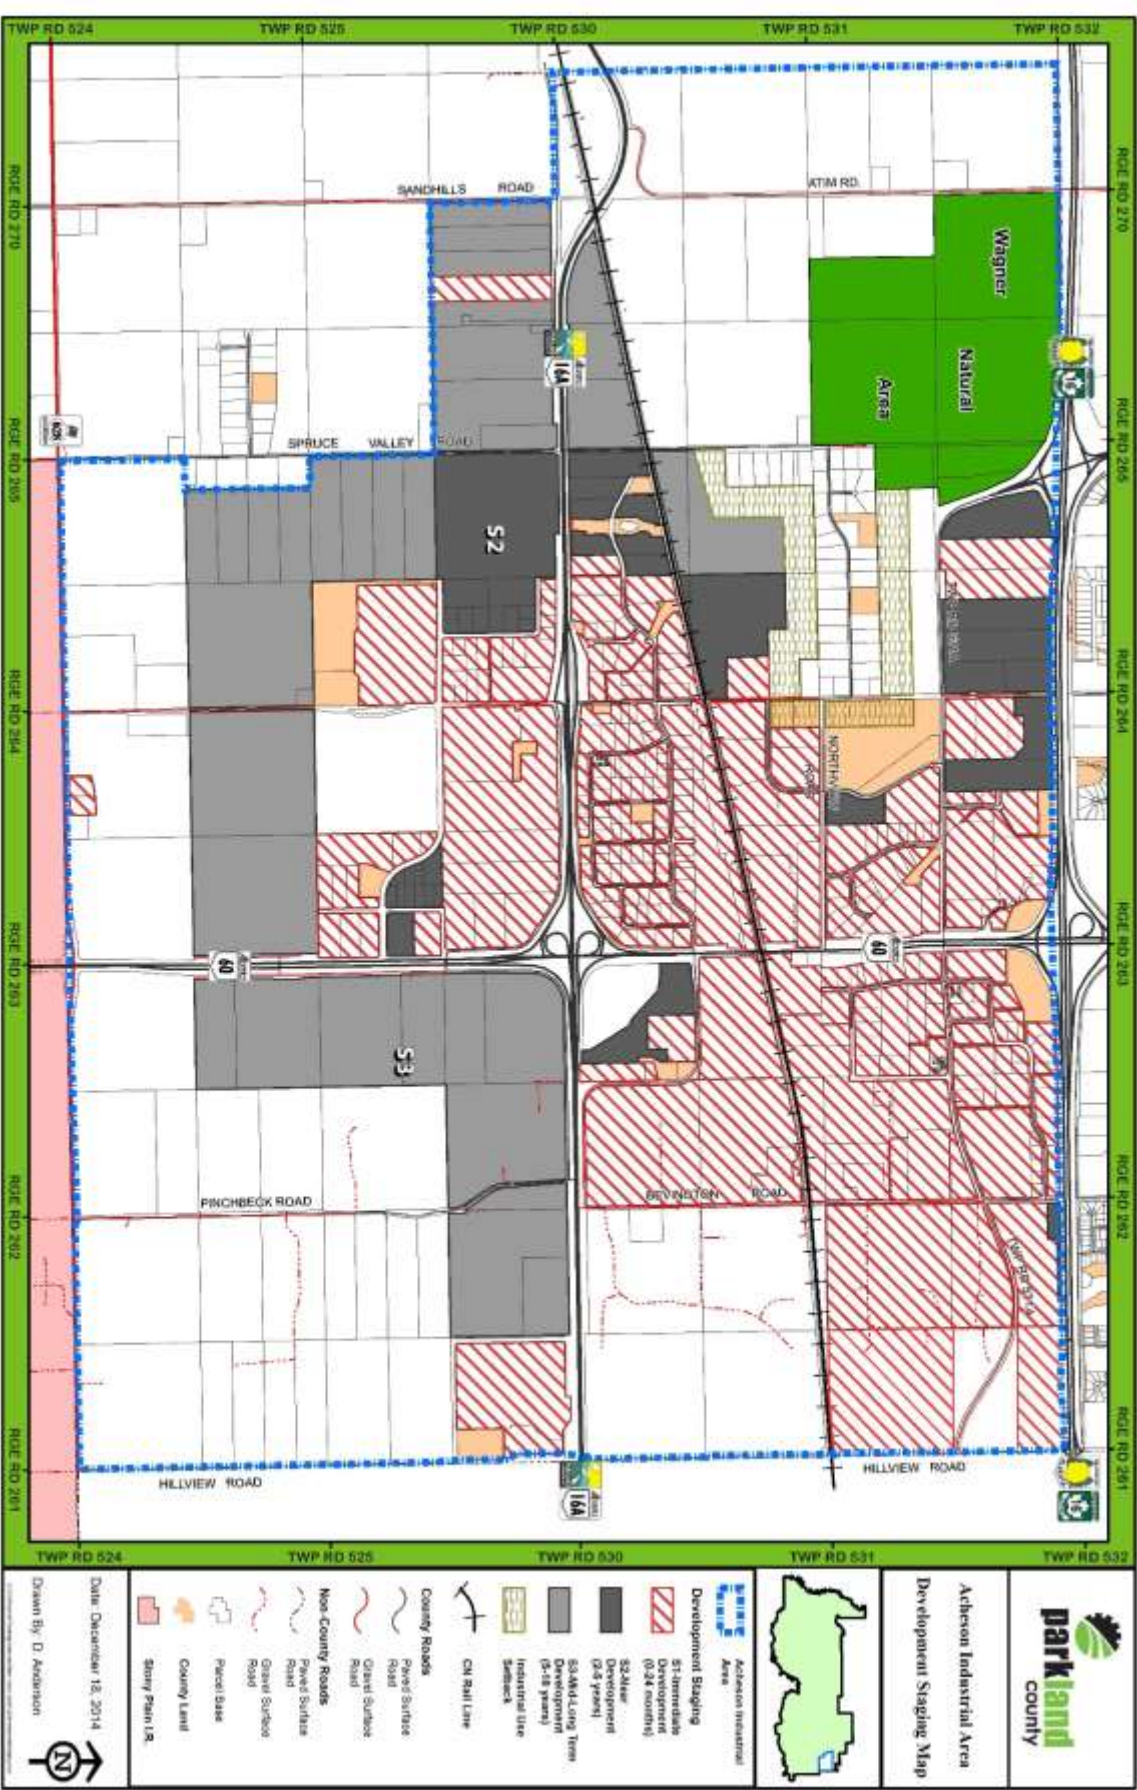 TWP RD 524
TWP RD 525
TWP RD 530
TWP RD 531
TWP RD 532
RGE RD 270
RGE RD 265
RGE RD 264
RGE RD 263
RGE RD 262
RGE RD 261
RGE RD 270
RGE RD 265
RGE RD 264
RGE RD 263
RGE RD 262
RGE RD 261
TWP RD 524
TWP RD 525
TWP RD 530
TWP RD 531
TWP RD 532
SANDHILLS ROAD
ATIM RD.
Wagner
Natural
Area
16
16A
628
SPRUCE VALLEY ROAD
S2
NORTHVIEW
ROAD
60
60
S3
PINCHBECK ROAD
BEVINGTON ROAD
HILLVIEW ROAD
HILLVIEW ROAD
16A
16
parkland
county
Acheson Industrial Area
Development Staging Map
Acheson Industrial
Area
Development Staging
S1-Immediate
Development
(0-24 months)
S2-Near
Development
(2-5 years)
S3-Mid-Long Term
Development
Industrial Use
Setback
CN Rail Line
County Roads
Paved Surface
Road
Gravel Surface
Road
Non-County Roads
Paved Surface
Road
Gravel Surface
Road
Parcel Base
County Land
Stony Plain I.R.
Date: December 18, 2014
Drawn By: D. Anderson
N